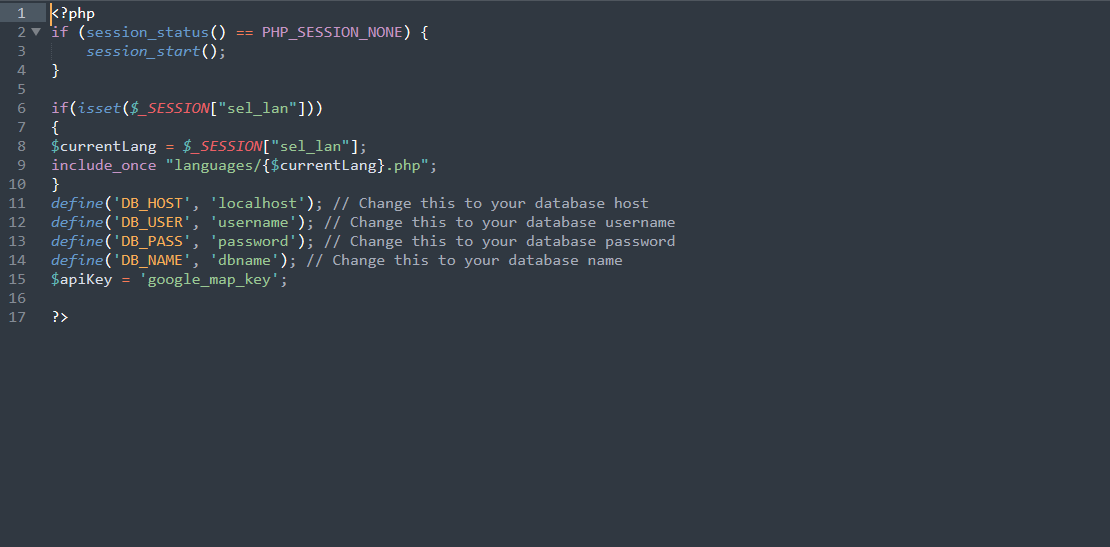 1 <?php
2 if (session_status() == PHP_SESSION_NONE) {
3     session_start();
4 }
5
6 if(isset($_SESSION["sel_lan"]))
7 {
8 $currentLang = $_SESSION["sel_lan"];
9 include_once "languages/{$currentLang}.php";
10 }
11 define('DB_HOST', 'localhost'); // Change this to your database host
12 define('DB_USER', 'username'); // Change this to your database username
13 define('DB_PASS', 'password'); // Change this to your database password
14 define('DB_NAME', 'dbname'); // Change this to your database name
15 $apiKey = 'google_map_key';
16
17 ?>